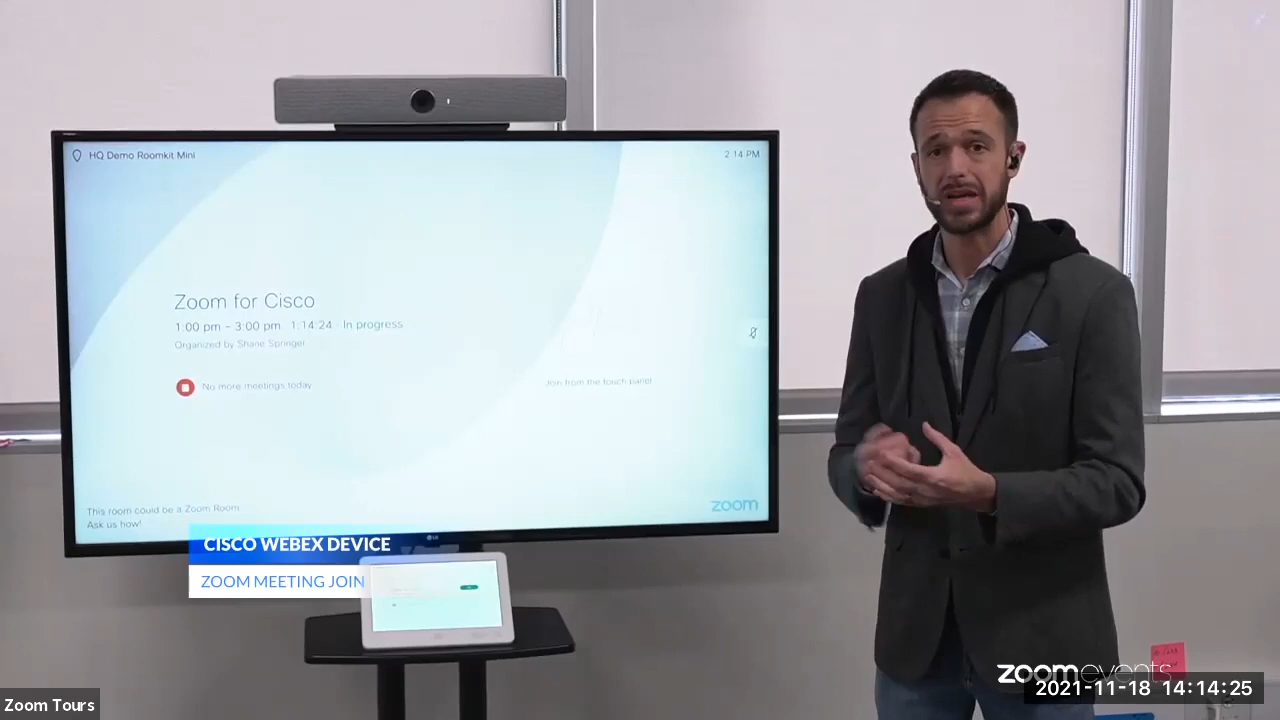 HQ Demo Roomkit Mini
2:14 PM
Zoom for Cisco
1:00 pm - 3:00 pm 1:14:24 · In progress
Organized by Shane Springer
No more meetings today
Join from the touch panel
This room could be a Zoom Room
Ask us how!
zoom
LG
CISCO WEBEX DEVICE
ZOOM MEETING JOIN
zoomevents
2021-11-18 14:14:25
Zoom Tours